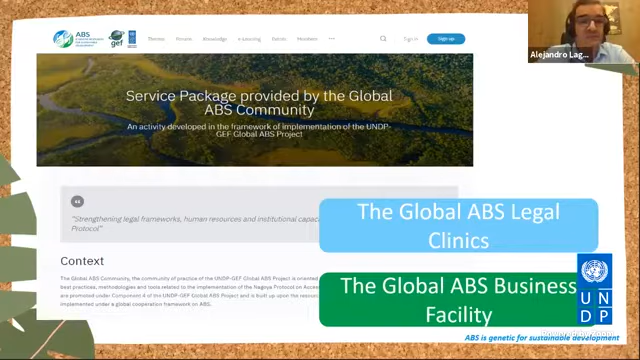 ABS
gef
Themes Forums Knowledge e-Learning Events Members ...
Sign in
Sign up
Alejandro Lag...
Service Package provided by the Global
ABS Community
An activity developed in the framework of implementation of the UNDP-
GEF Global ABS Project
"Strengthening legal frameworks, human resources and institutional capac
Protocol"
The Global ABS Legal
Clinics
Context
The Global ABS Community, the community of practice of the UNDP-GEF Global ABS Project is oriented
best practices, methodologies and tools related to the implementation of the Nagoya Protocol on Access
are promoted under Component 4 of the UNDP-GEF Global ABS Project and is built up upon the resour
implemented under a global cooperation framework on ABS.
The Global ABS Business
Facility
U N
D P
ABS is genetic for sustainable development